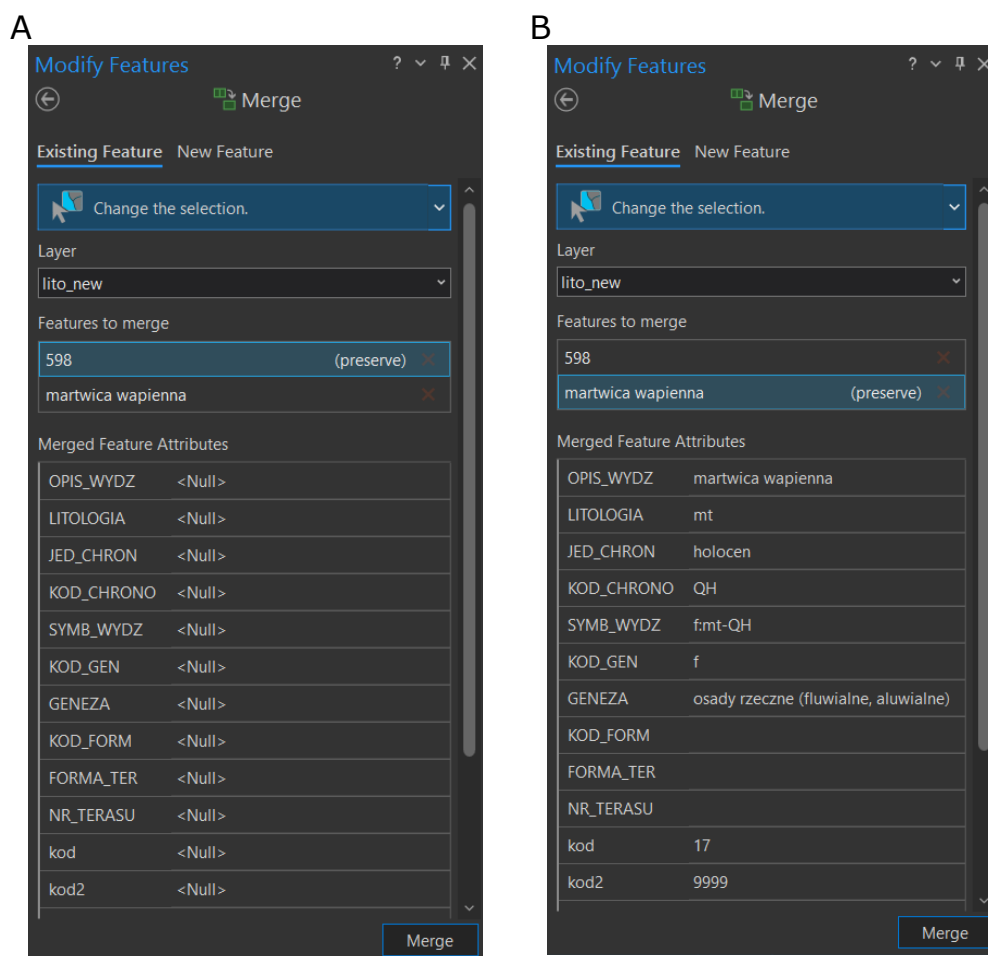 A
Modify Features ?
Merge
Existing Feature New Feature
Change the selection.
Layer
lito_new
Features to merge
598 (preserve)
martwica wapienna
Merged Feature Attributes
OPIS_WYDZ <Null>
LITOLOGIA <Null>
JED_CHRON <Null>
KOD_CHRONO <Null>
SYMB_WYDZ <Null>
KOD_GEN <Null>
GENEZA <Null>
KOD_FORM <Null>
FORMA_TER <Null>
NR_TERASU <Null>
kod <Null>
kod2 <Null>
Merge
B
Modify Features ?
Merge
Existing Feature New Feature
Change the selection.
Layer
lito_new
Features to merge
598
martwica wapienna (preserve)
Merged Feature Attributes
OPIS_WYDZ martwica wapienna
LITOLOGIA mt
JED_CHRON holocen
KOD_CHRONO QH
SYMB_WYDZ f:mt-QH
KOD_GEN f
GENEZA osady rzeczne (fluwialne, aluwialne)
KOD_FORM
FORMA_TER
NR_TERASU
kod 17
kod2 9999
Merge